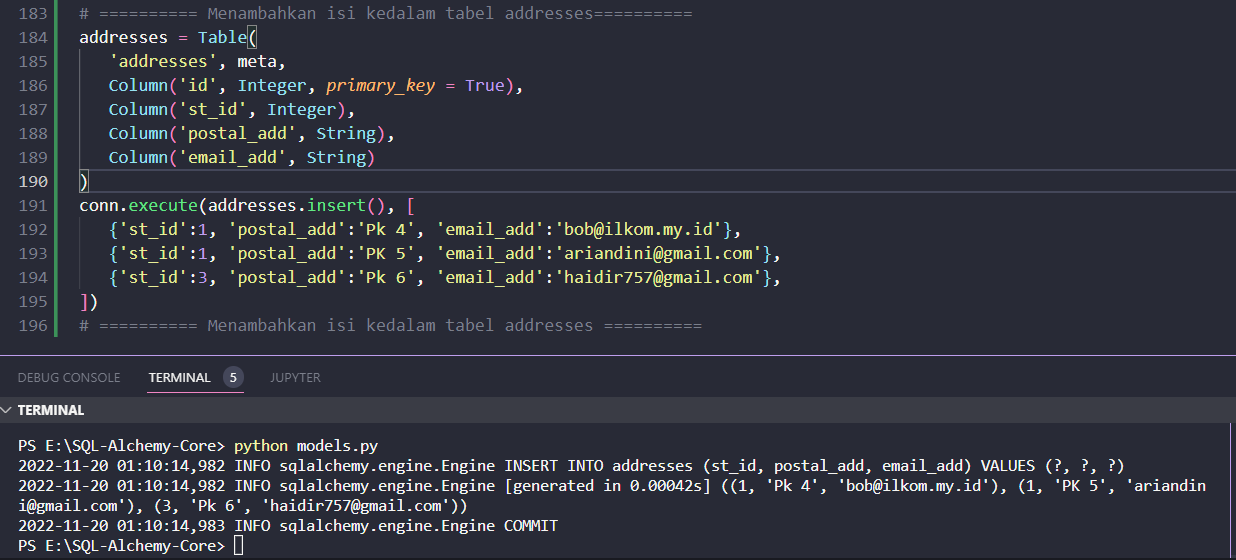 183 # ========== Menambahkan isi kedalam tabel addresses==========
184 addresses = Table(
185 'addresses', meta,
186 Column('id', Integer, primary_key = True),
187 Column('st_id', Integer),
188 Column('postal_add', String),
189 Column('email_add', String)
190 )
191 conn.execute(addresses.insert(), [
192 {'st_id':1, 'postal_add':'Pk 4', 'email_add':'bob@ilkom.my.id'},
193 {'st_id':1, 'postal_add':'PK 5', 'email_add':'ariandini@gmail.com'},
194 {'st_id':3, 'postal_add':'Pk 6', 'email_add':'haidir757@gmail.com'},
195 ])
196 # ========== Menambahkan isi kedalam tabel addresses ==========
DEBUG CONSOLE TERMINAL 5 JUPYTER
TERMINAL
PS E:\SQL-Alchemy-Core> python models.py
2022-11-20 01:10:14,982 INFO sqlalchemy.engine.Engine INSERT INTO addresses (st_id, postal_add, email_add) VALUES (?, ?, ?)
2022-11-20 01:10:14,982 INFO sqlalchemy.engine.Engine [generated in 0.00042s] ((1, 'Pk 4', 'bob@ilkom.my.id'), (1, 'PK 5', 'ariandin
i@gmail.com'), (3, 'Pk 6', 'haidir757@gmail.com'))
2022-11-20 01:10:14,983 INFO sqlalchemy.engine.Engine COMMIT
PS E:\SQL-Alchemy-Core>